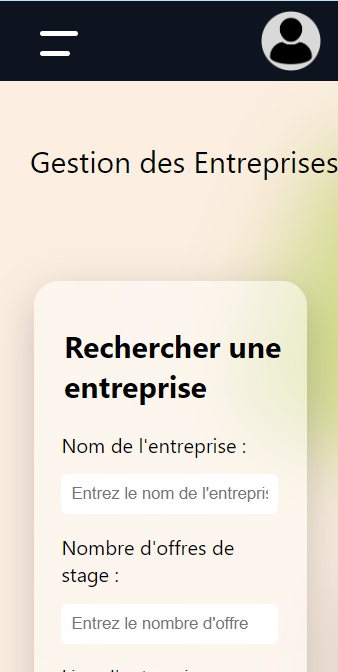 Gestion des Entreprises
Rechercher une
entreprise
Nom de l'entreprise :
Entrez le nom de l'entrepris
Nombre d'offres de
stage :
Entrez le nombre d'offre